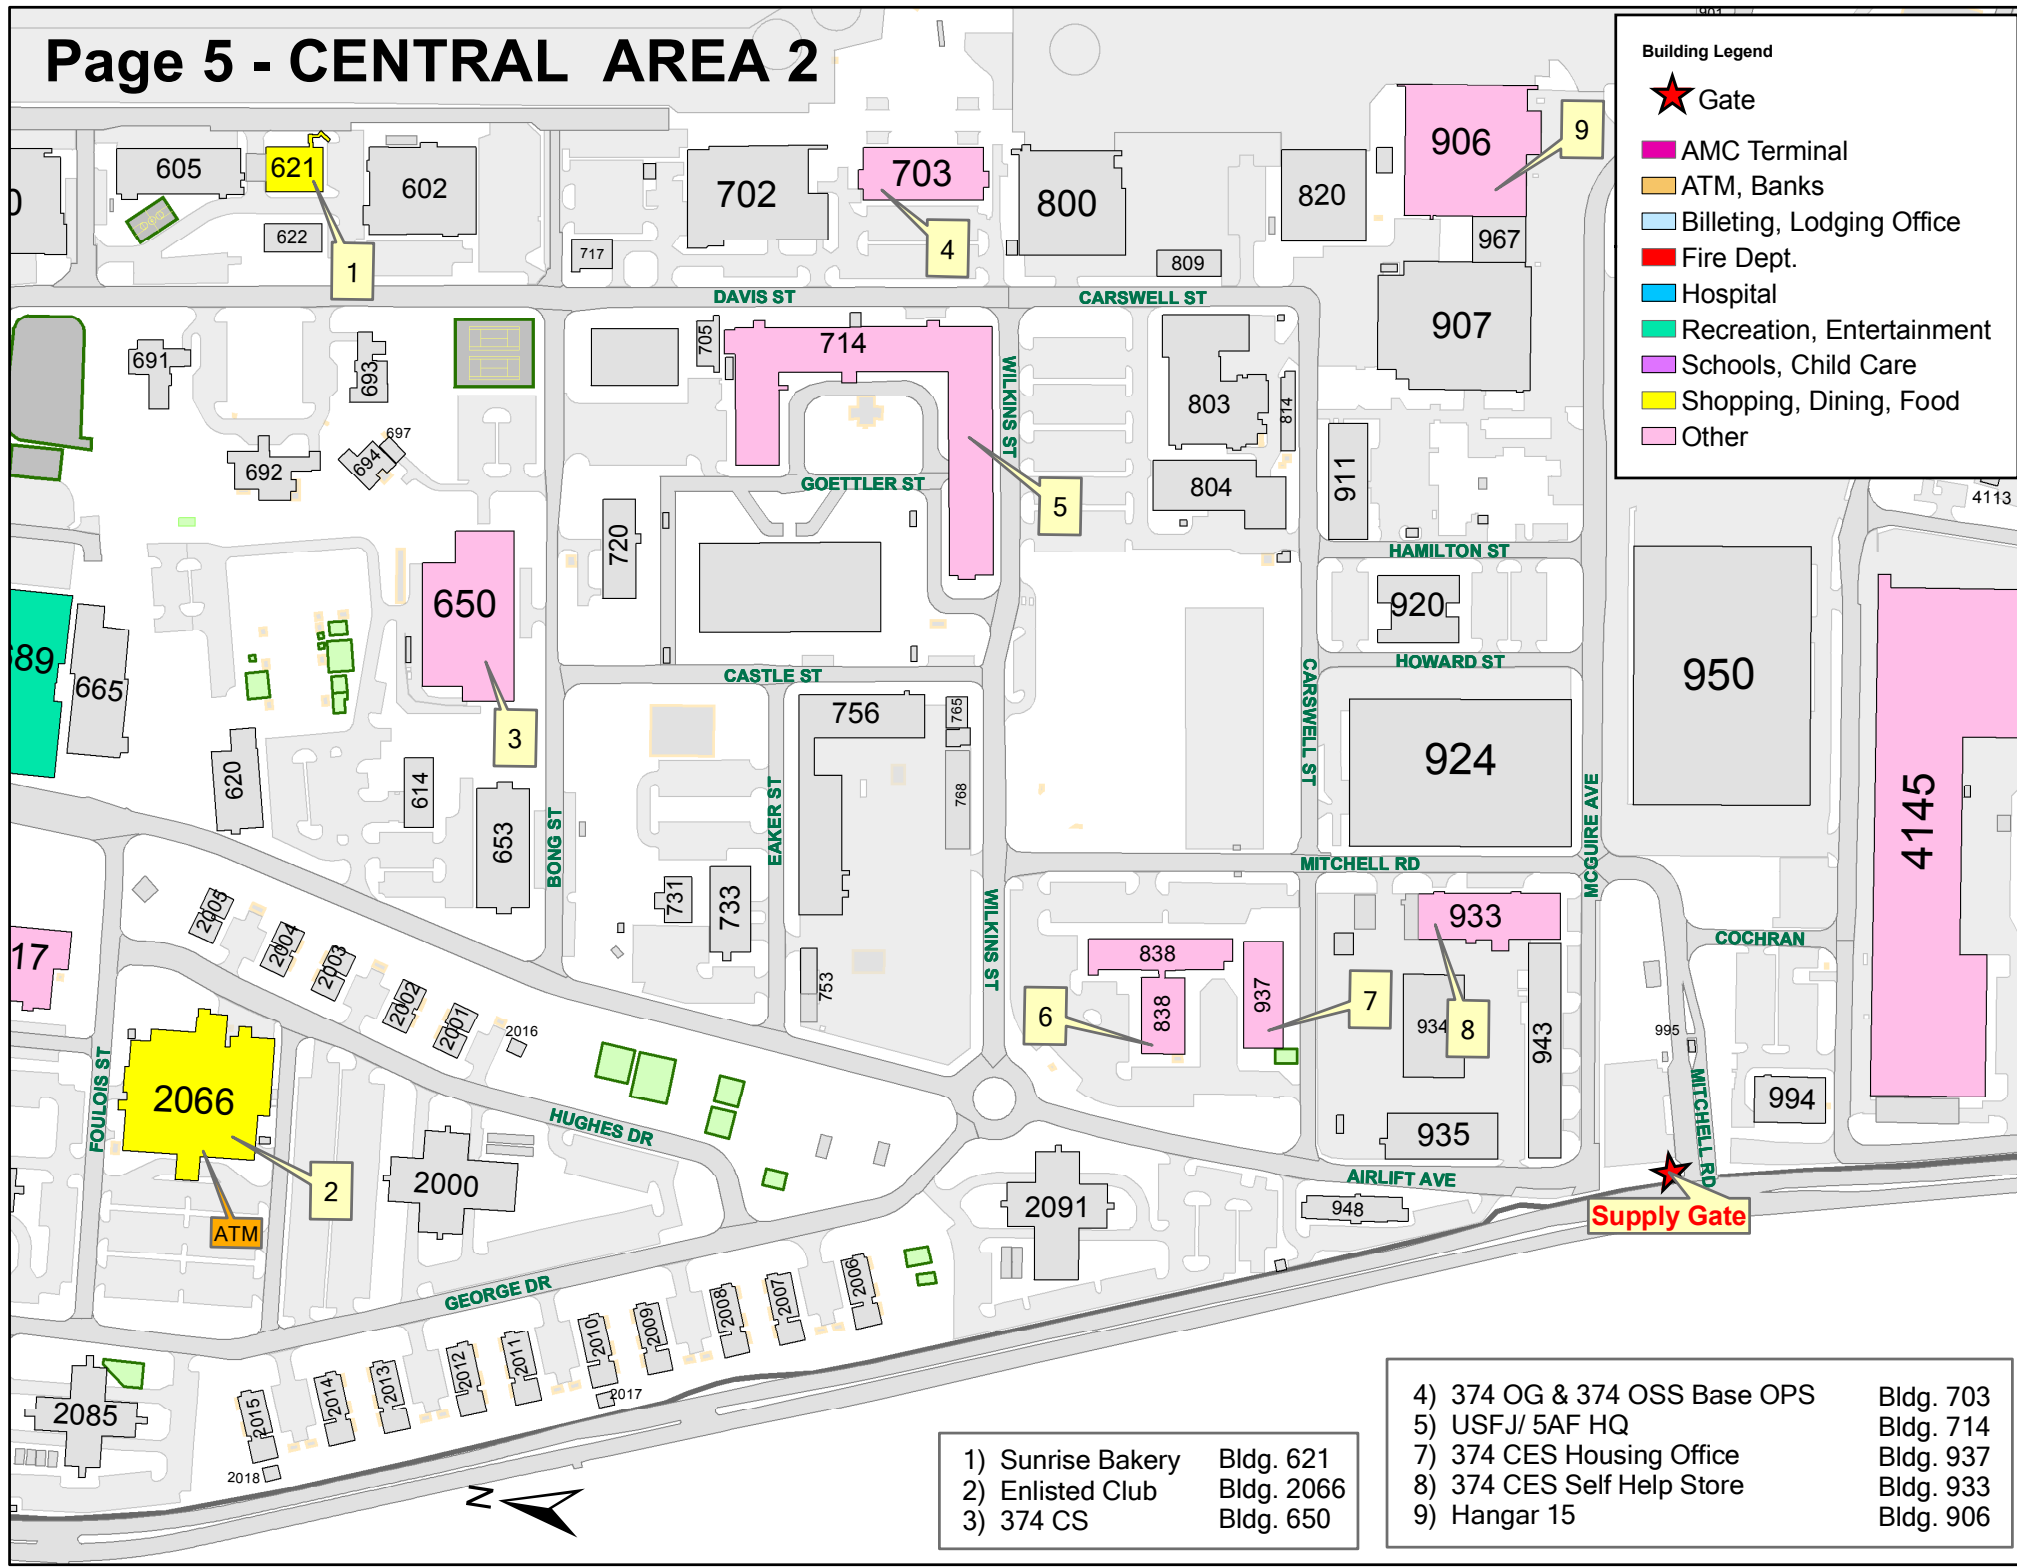 Page 5 - CENTRAL AREA 2
Building Legend
Gate
AMC Terminal
ATM, Banks
Billeting, Lodging Office
Fire Dept.
Hospital
Recreation, Entertainment
Schools, Child Care
Shopping, Dining, Food
Other
605
621
602
622
1
717
702
703
4
800
809
820
906
9
967
907
DAVIS ST
CARSWELL ST
691
693
697
694
692
705
714
WILKINS ST
GOETTLER ST
5
803
814
804
911
4113
720
650
3
HAMILTON ST
920
HOWARD ST
950
CASTLE ST
CARSWELL ST
924
MCGUIRE AVE
4145
689
665
620
614
653
BONG ST
EAKER ST
756
765
768
731
733
753
WILKINS ST
MITCHELL RD
933
838
838
937
6
7
8
934
943
935
COCHRAN
995
994
MITCHELL RD
17
2005
2004
2003
2002
2001
2016
FOULOIS ST
2066
2
ATM
HUGHES DR
2000
2091
AIRLIFT AVE
948
Supply Gate
GEORGE DR
2006
2007
2008
2009
2010
2011
2012
2013
2014
2015
2017
2018
2085
N
1) Sunrise Bakery Bldg. 621
2) Enlisted Club Bldg. 2066
3) 374 CS Bldg. 650
4) 374 OG & 374 OSS Base OPS Bldg. 703
5) USFJ/ 5AF HQ Bldg. 714
7) 374 CES Housing Office Bldg. 937
8) 374 CES Self Help Store Bldg. 933
9) Hangar 15 Bldg. 906